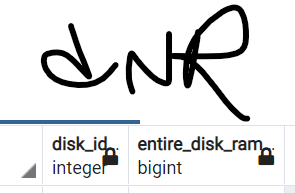 dNR
disk_id.. entire_disk_ram..
integer bigint